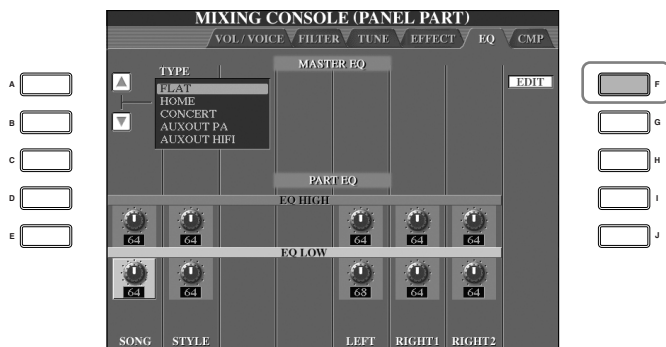 MIXING CONSOLE (PANEL PART)
VOL / VOICE FILTER TUNE EFFECT EQ CMP
MASTER EQ
TYPE
EDIT
FLAT
HOME
CONCERT
AUXOUT PA
AUXOUT HIFI
A
B
C
D
E
F
G
H
I
J
PART EQ
EQ HIGH
64 64 64 64 64
EQ LOW
64 64 68 64 64
SONG STYLE LEFT RIGHT1 RIGHT2